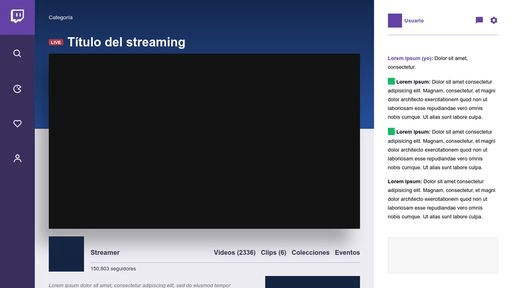 Categoría
LIVE Título del streaming
Streamer
Vídeos (2336) Clips (6) Colecciones Eventos
150,803 seguidores
Lorem ipsum dolor sit amet consectetur adipisicing elit, sed do eiusmod tempor
Usuario
Lorem ipsum (yo): Dolor sit amet,
consectetur.
Lorem ipsum: Dolor sit amet consectetur
adipisicing elit. Magnam, consectetur, et magni
dolor architecto exercitationem quod non ut
laboriosam esse repudiandae vero omnis
nobis cumque. Ut alias sunt labore culpa.
Lorem ipsum: Dolor sit amet consectetur
adipisicing elit. Magnam, consectetur, et magni
dolor architecto exercitationem quod non ut
laboriosam esse repudiandae vero omnis
nobis cumque. Ut alias sunt labore culpa.
Lorem ipsum: Dolor sit amet consectetur
adipisicing elit. Magnam, consectetur, et magni
dolor architecto exercitationem quod non ut
laboriosam esse repudiandae vero omnis
nobis cumque. Ut alias sunt labore culpa.